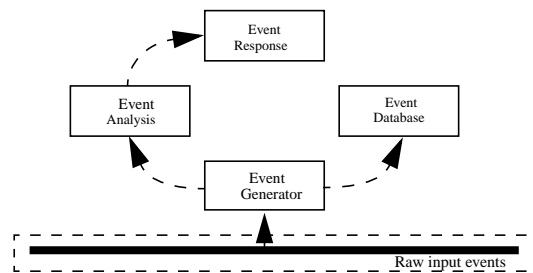 Event
Response
Event
Analysis
Event
Database
Event
Generator
Raw input events